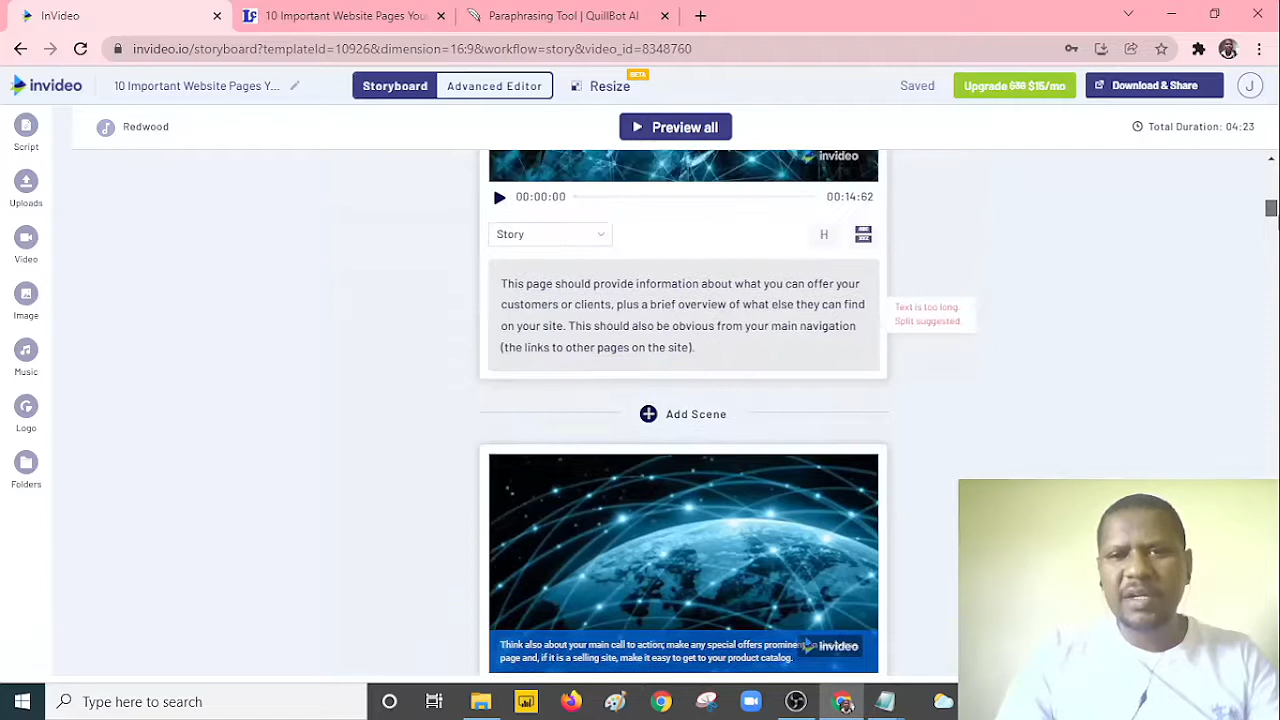 InVideo
10 Important Website Pages Your
Paraphrasing Tool | QuillBot AI
invideo.io/storyboard?templateId=10926&dimension=16:9&workflow=story&video_id=8348760
invideo
10 Important Website Pages Y...
Storyboard
Advanced Editor
Resize
BETA
Saved
Upgrade $30 $15/mo
Download & Share
J
Script
Uploads
Video
Image
Music
Logo
Folders
Redwood
Preview all
Total Duration: 04:23
invideo
00:00:00
00:14:62
Story
H
This page should provide information about what you can offer your
customers or clients, plus a brief overview of what else they can find
on your site. This should also be obvious from your main navigation
(the links to other pages on the site).
Text is too long.
Split suggested.
Add Scene
Think also about your main call to action; make any special offers
page and, if it is a selling site, make it easy to get to your product catalog.
invideo
Type here to search